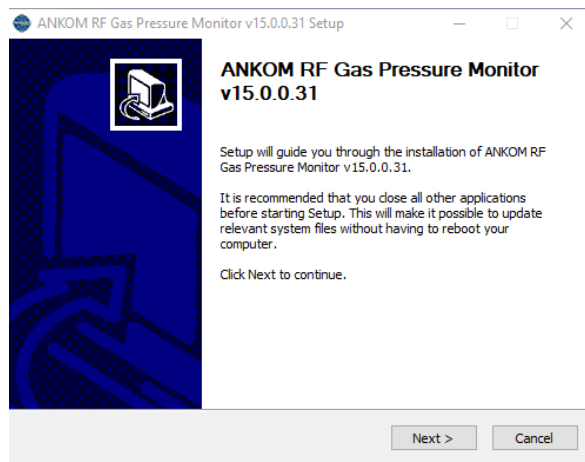 ANKOM RF Gas Pressure Monitor v15.0.0.31 Setup
ANKOM RF Gas Pressure Monitor
v15.0.0.31
Setup will guide you through the installation of ANKOM RF
Gas Pressure Monitor v15.0.0.31.
It is recommended that you close all other applications
before starting Setup. This will make it possible to update
relevant system files without having to reboot your
computer.
Click Next to continue.
Next >
Cancel